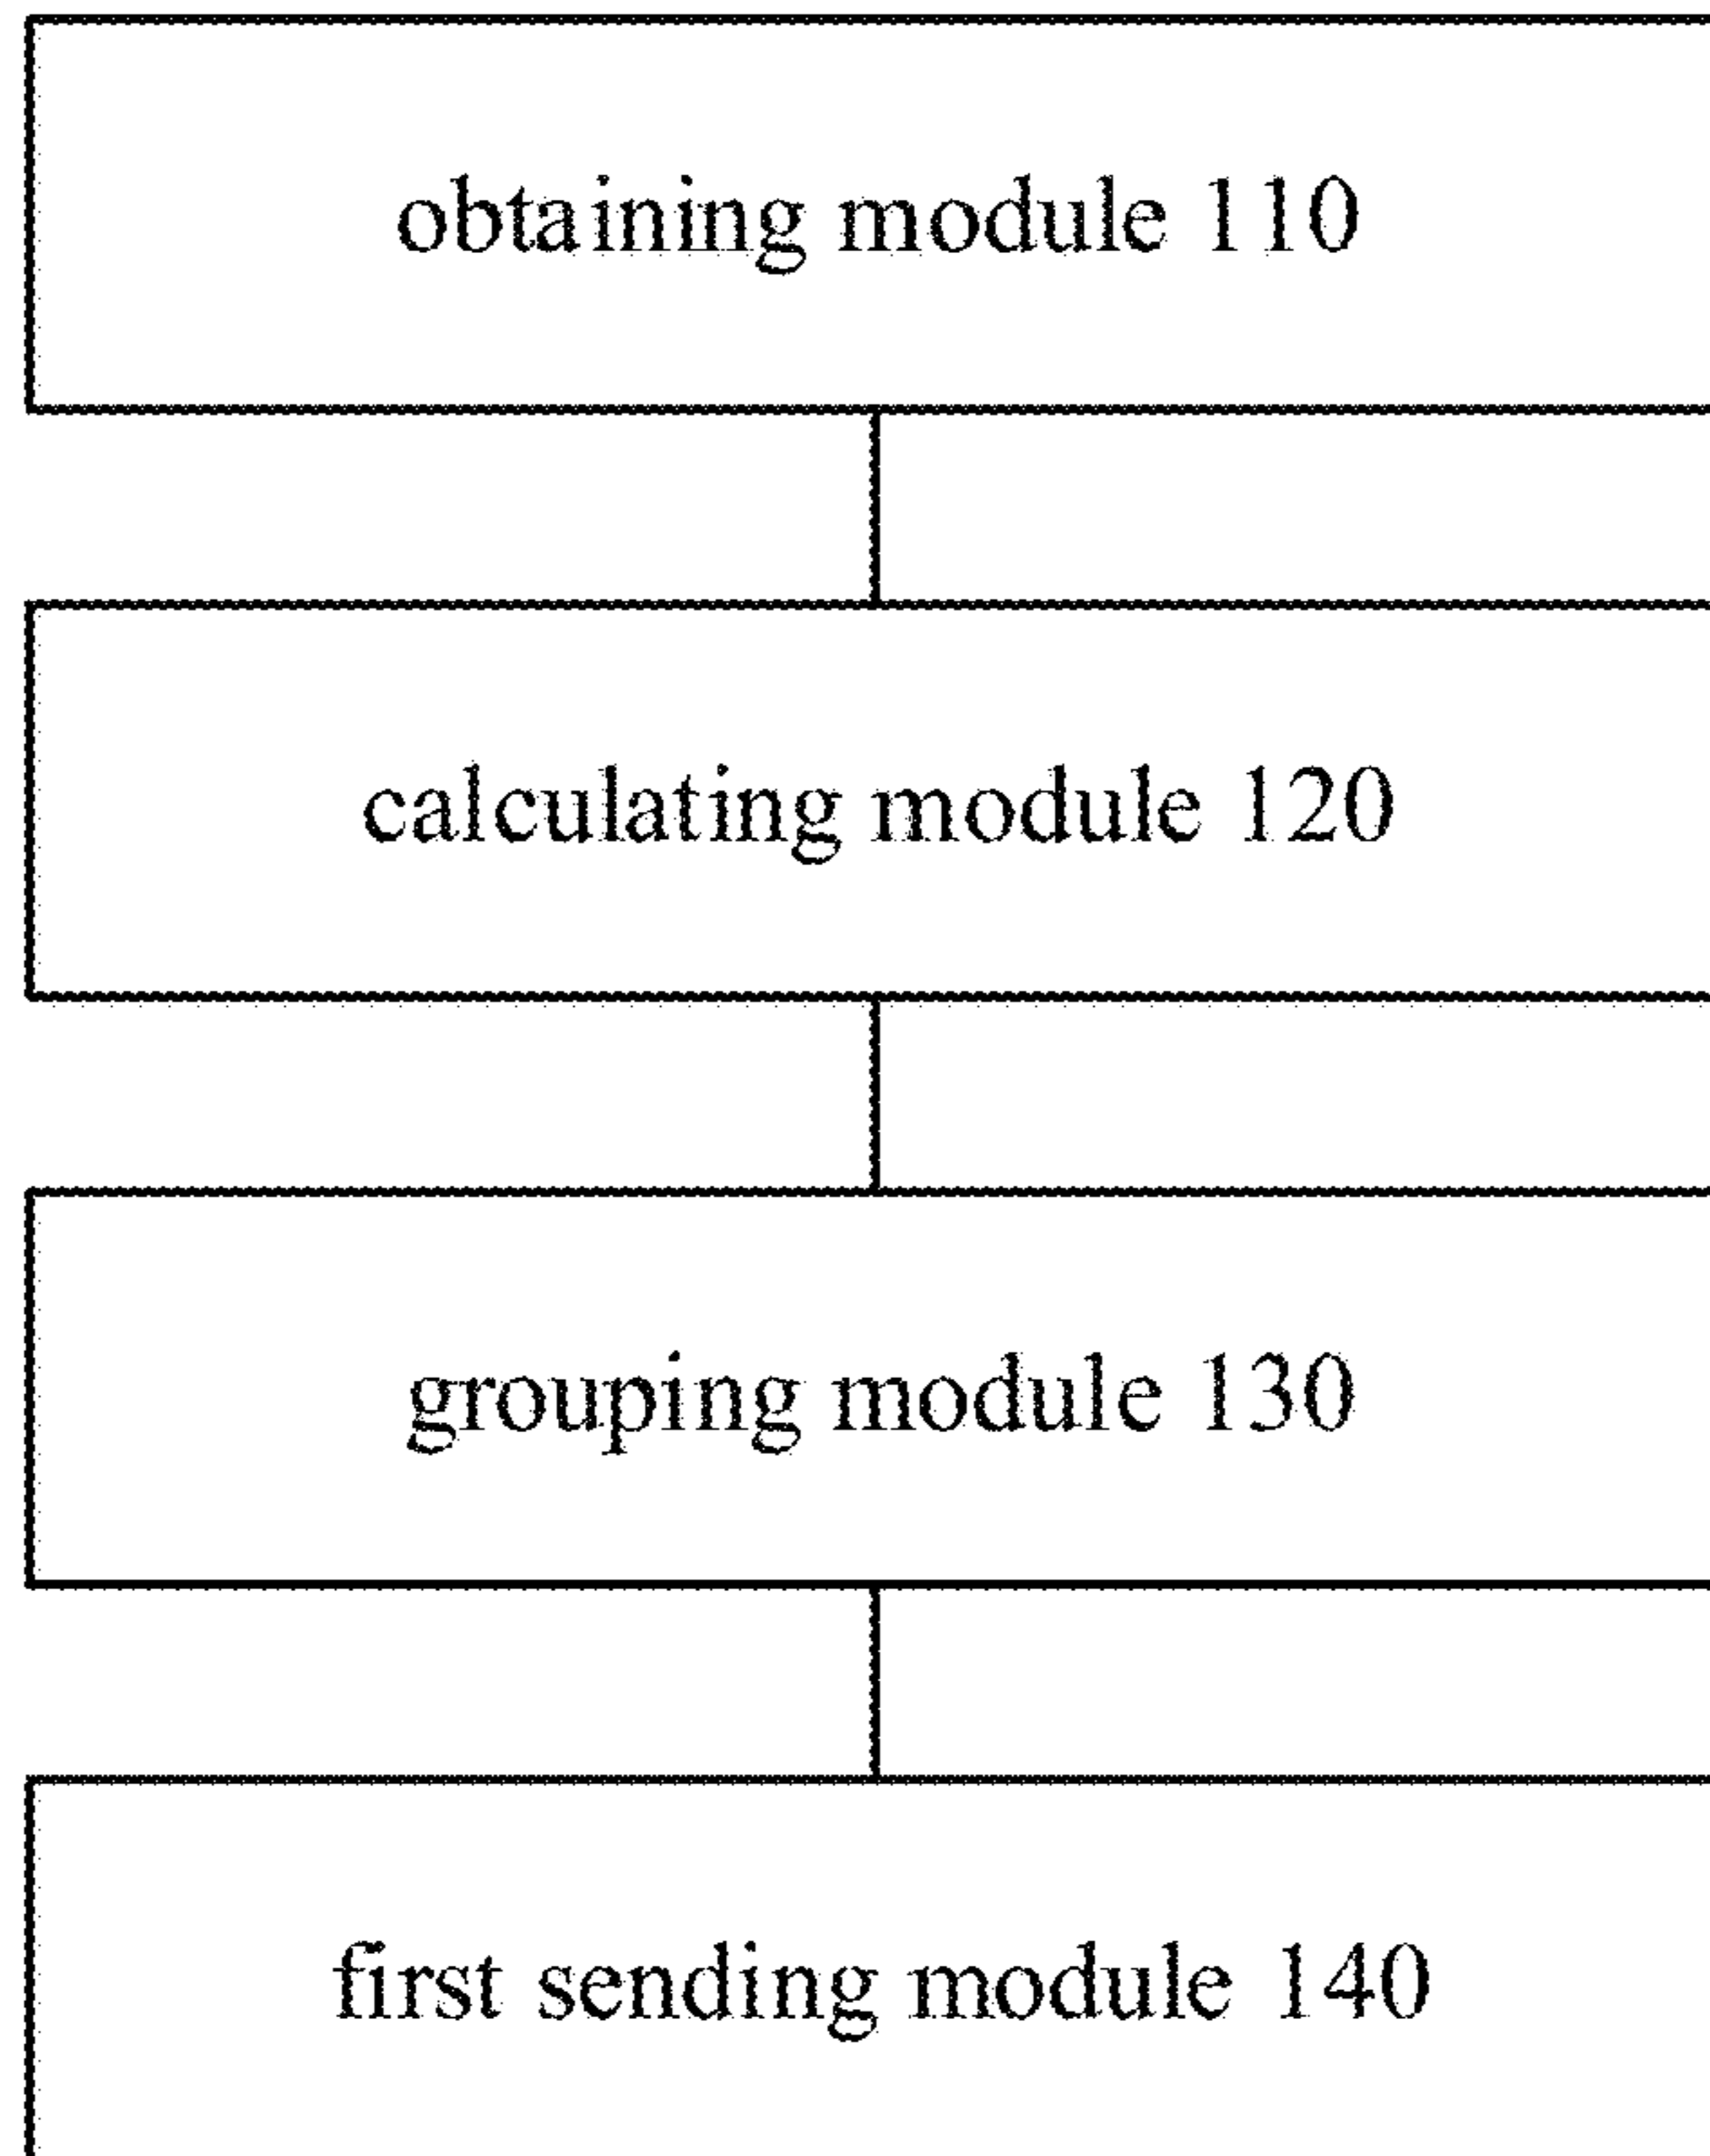 obtaining module 110
calculating module 120
grouping module 130
first sending module 140